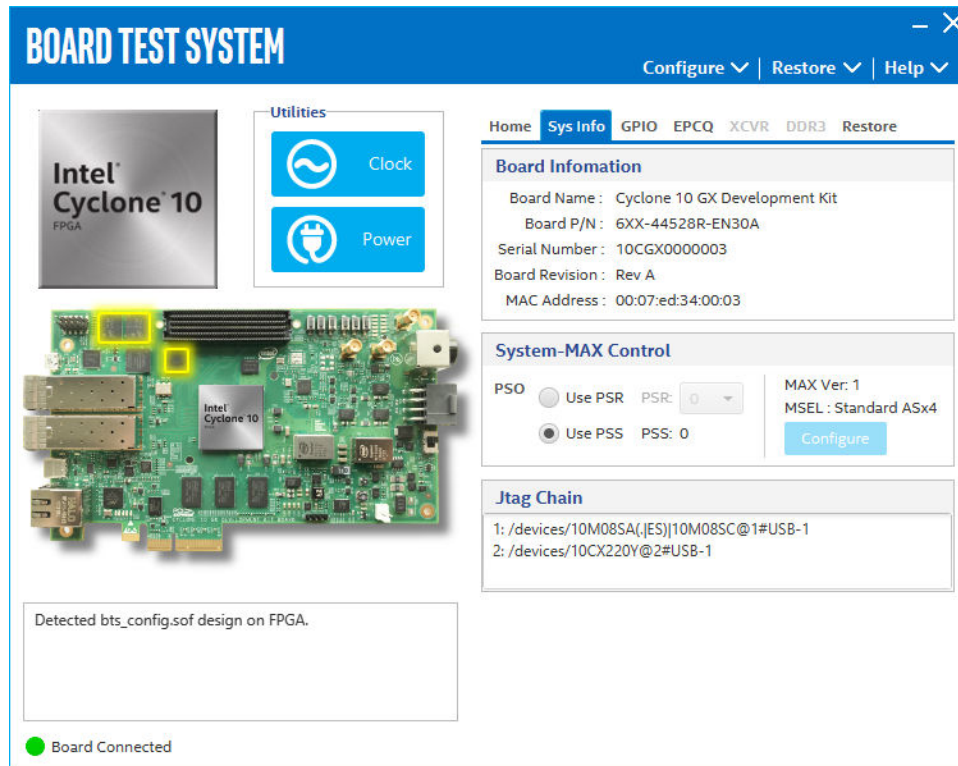 BOARD TEST SYSTEM
Configure | Restore | Help
Intel®
Cyclone® 10
FPGA
Utilities
Clock
Power
Home Sys Info GPIO EPCQ XCVR DDR3 Restore
Board Infomation
Board Name : Cyclone 10 GX Development Kit
Board P/N : 6XX-44528R-EN30A
Serial Number : 10CGX0000003
Board Revision : Rev A
MAC Address : 00:07:ed:34:00:03
System-MAX Control
PSO
Use PSR PSR: 0
Use PSS PSS: 0
MAX Ver: 1
MSEL : Standard ASx4
Configure
Jtag Chain
1: /devices/10M08SA(.|ES)|10M08SC@1#USB-1
2: /devices/10CX220Y@2#USB-1
Intel
Cyclone 10
Detected bts_config.sof design on FPGA.
Board Connected